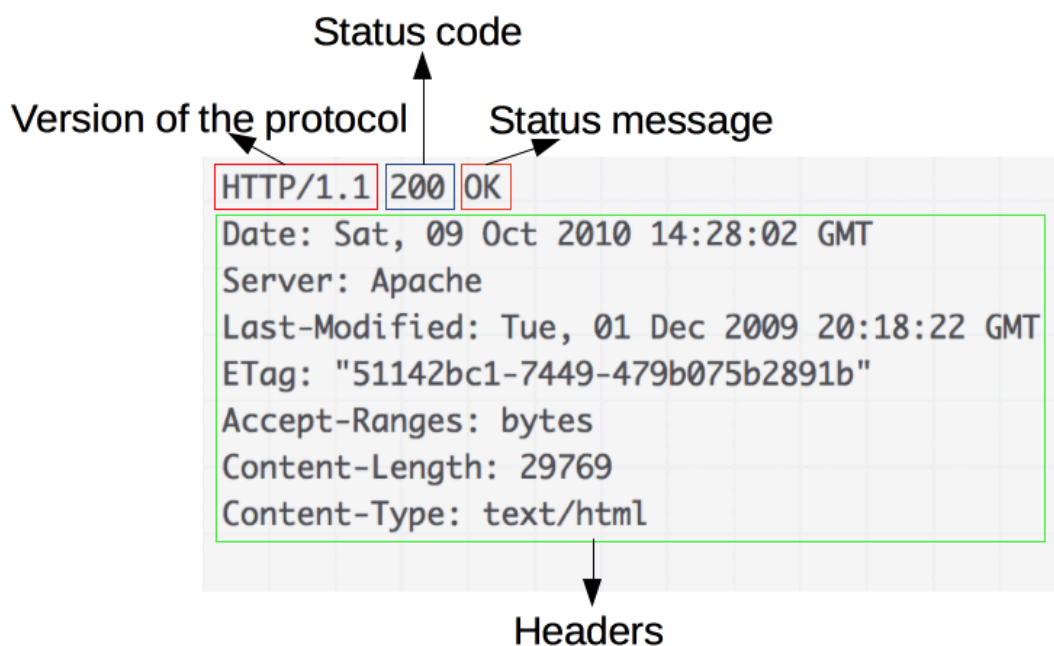 Status code
Version of the protocol
Status message
HTTP/1.1 200 OK
Date: Sat, 09 Oct 2010 14:28:02 GMT
Server: Apache
Last-Modified: Tue, 01 Dec 2009 20:18:22 GMT
ETag: "51142bc1-7449-479b075b2891b"
Accept-Ranges: bytes
Content-Length: 29769
Content-Type: text/html
Headers